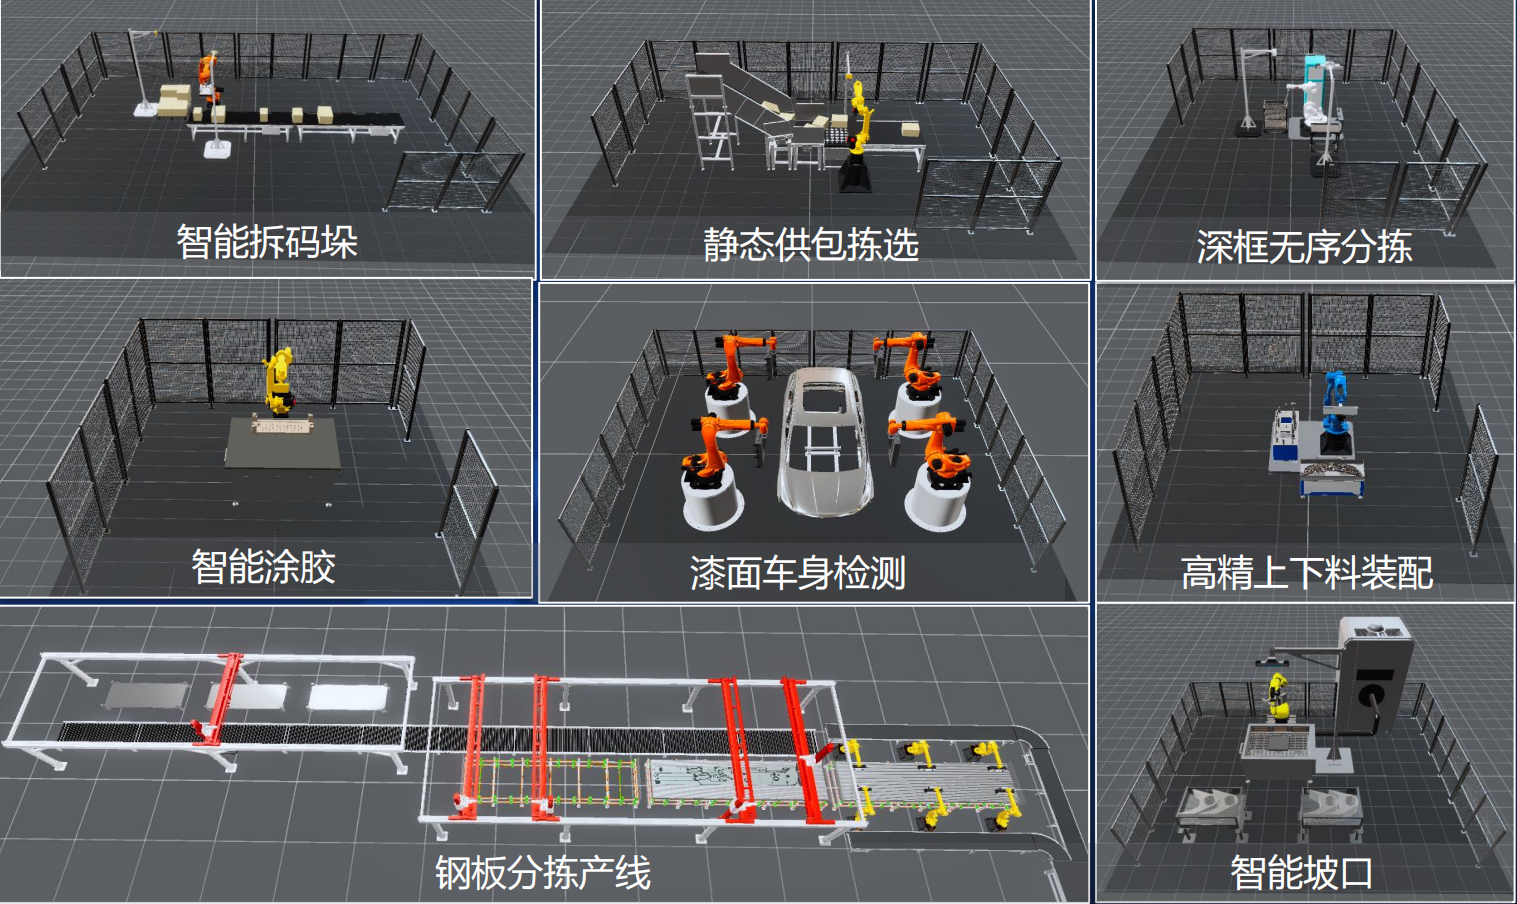 智能拆码垛
静态供包拣选
深框无序分拣
智能涂胶
漆面车身检测
高精上下料装配
钢板分拣产线
智能坡口